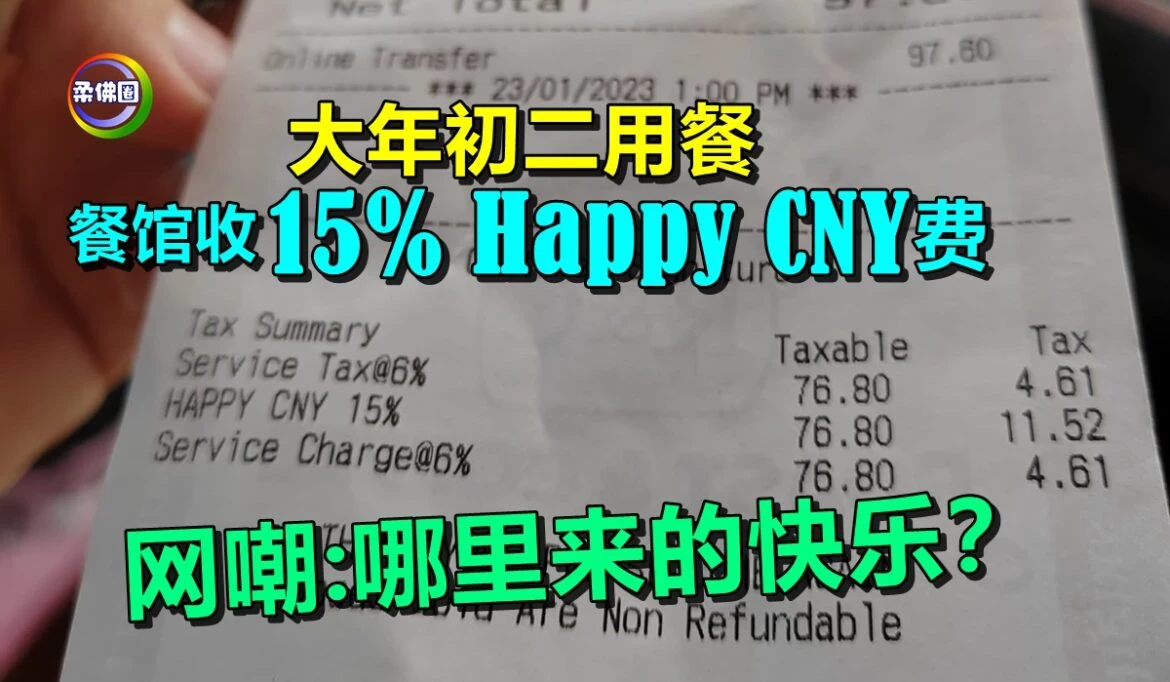 Net Total
柔佛圈
Online Transfer 97.60
*** 23/01/2023 1:00 PM ***
大年初二用餐
餐馆收15% Happy CNY费
Tax Summary Taxable Tax
Service Tax@6% 76.80 4.61
HAPPY CNY 15% 76.80 11.52
Service Charge@6% 76.80 4.61
网嘲:哪里来的快乐?
Are Non Refundable